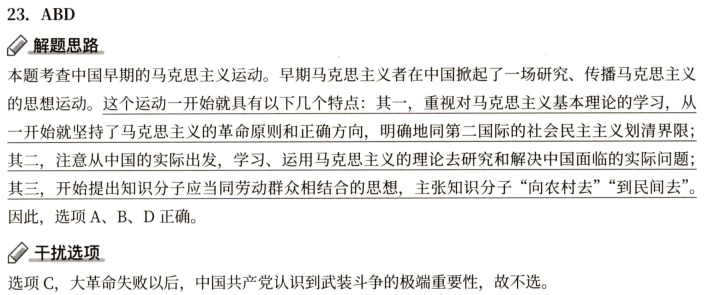 23. ABD
解题思路
本题考查中国早期的马克思主义运动。早期马克思主义者在中国掀起了一场研究、传播马克思主义
的思想运动。这个运动一开始就具有以下几个特点：其一，重视对马克思主义基本理论的学习，从
一开始就坚持了马克思主义的革命原则和正确方向，明确地同第二国际的社会民主主义划清界限；
其二，注意从中国的实际出发，学习、运用马克思主义的理论去研究和解决中国面临的实际问题；
其三，开始提出知识分子应当同劳动群众相结合的思想，主张知识分子“向农村去”“到民间去”。
因此，选项 A、B、D 正确。
干扰选项
选项 C，大革命失败以后，中国共产党认识到武装斗争的极端重要性，故不选。